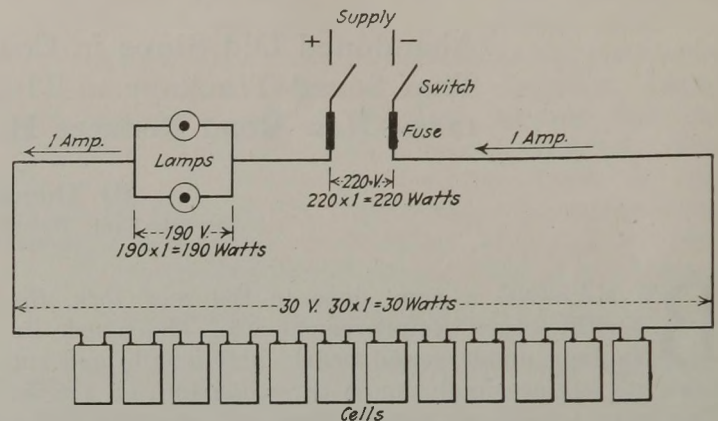 Supply
+ −
Switch
Fuse
1 Amp.
Lamps
1 Amp.
220 V.
220 x 1 = 220 Watts
190 V.
190 x 1 = 190 Watts
30 V. 30 x 1 = 30 Watts
Cells